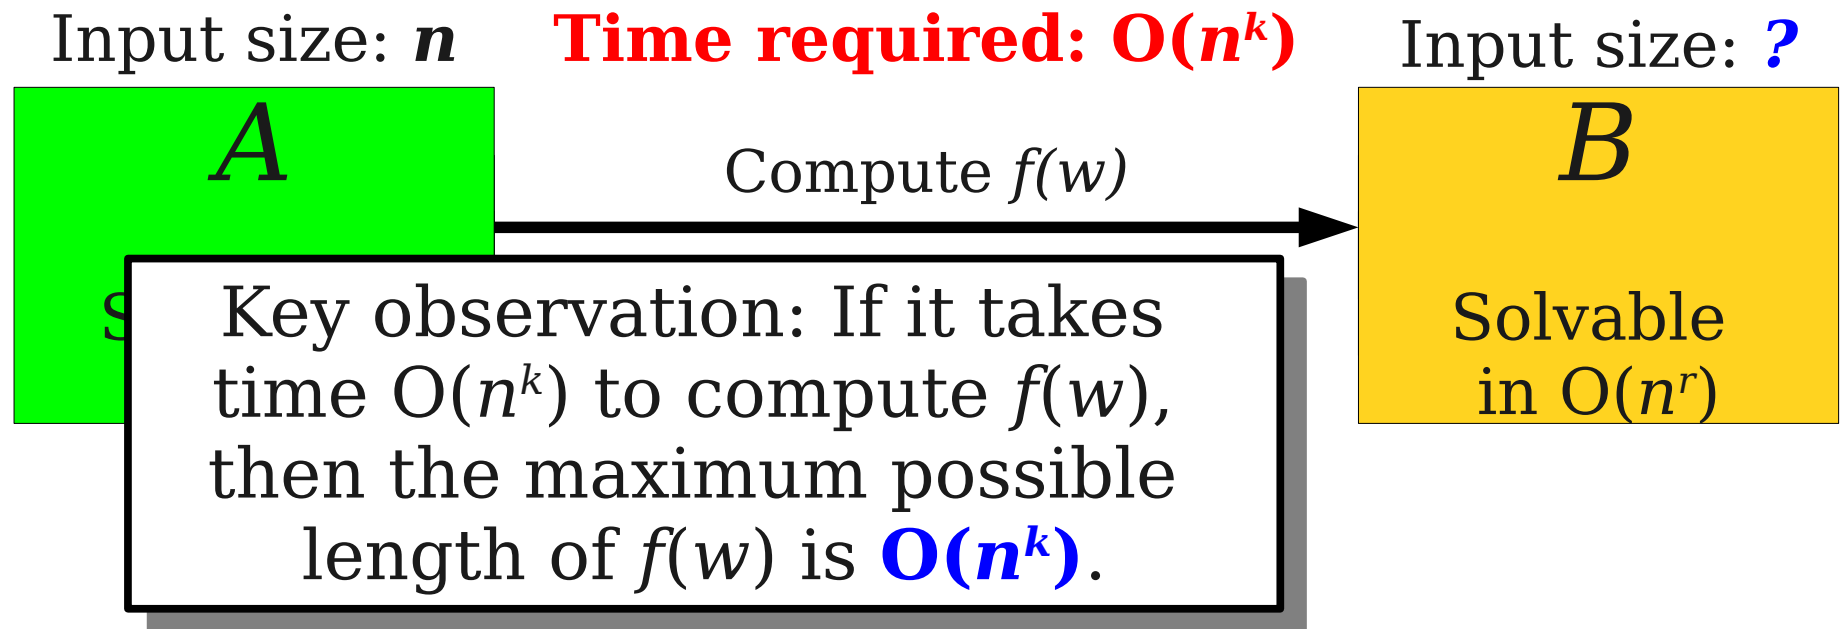 Input size: n
Time required: O(nᵏ)
Input size: ?
A
B
Compute f(w)
Solvable
in O(nʳ)
Key observation: If it takes
time O(nᵏ) to compute f(w),
then the maximum possible
length of f(w) is O(nᵏ).